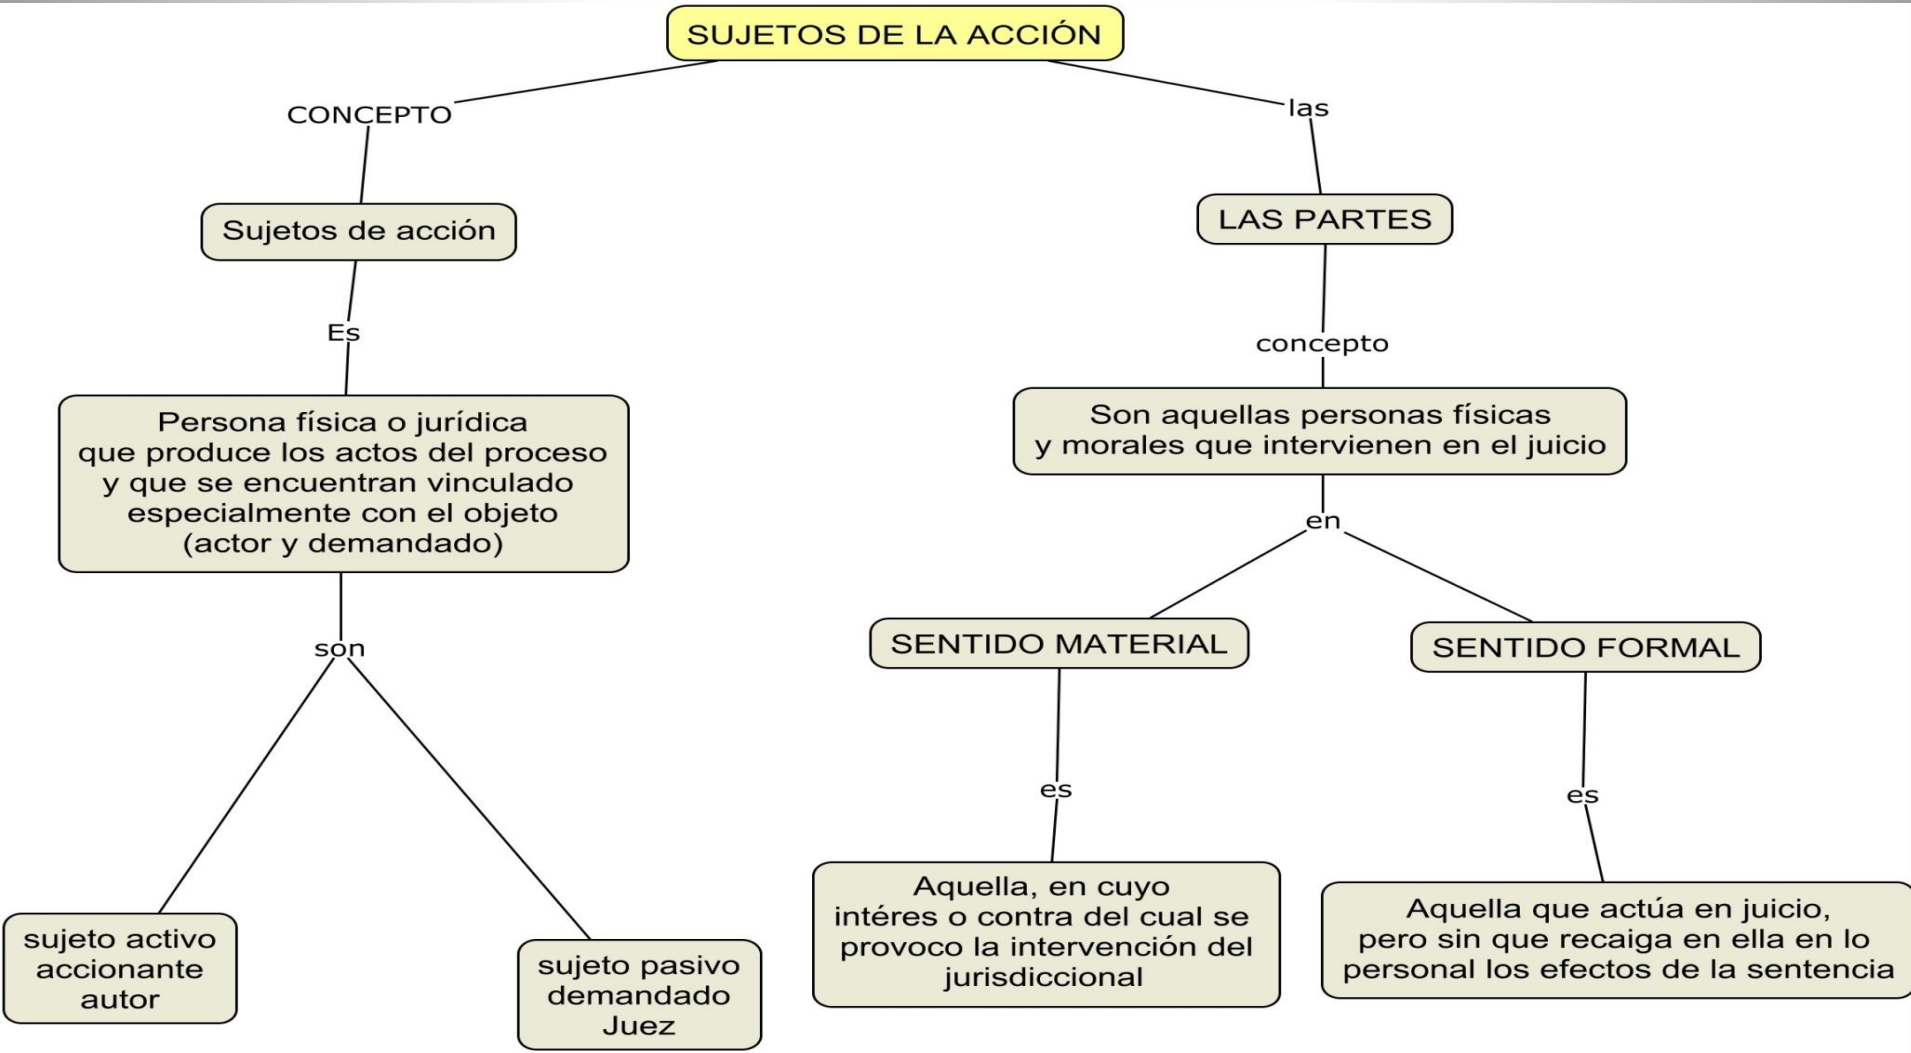 SUJETOS DE LA ACCIÓN
CONCEPTO
las
Sujetos de acción
LAS PARTES
Es
concepto
Persona física o jurídica
que produce los actos del proceso
y que se encuentran vinculado
especialmente con el objeto
(actor y demandado)
Son aquellas personas físicas
y morales que intervienen en el juicio
en
son
SENTIDO MATERIAL
SENTIDO FORMAL
es
es
sujeto activo
accionante
autor
sujeto pasivo
demandado
Juez
Aquella, en cuyo
intéres o contra del cual se
provoco la intervención del
jurisdiccional
Aquella que actúa en juicio,
pero sin que recaiga en ella en lo
personal los efectos de la sentencia